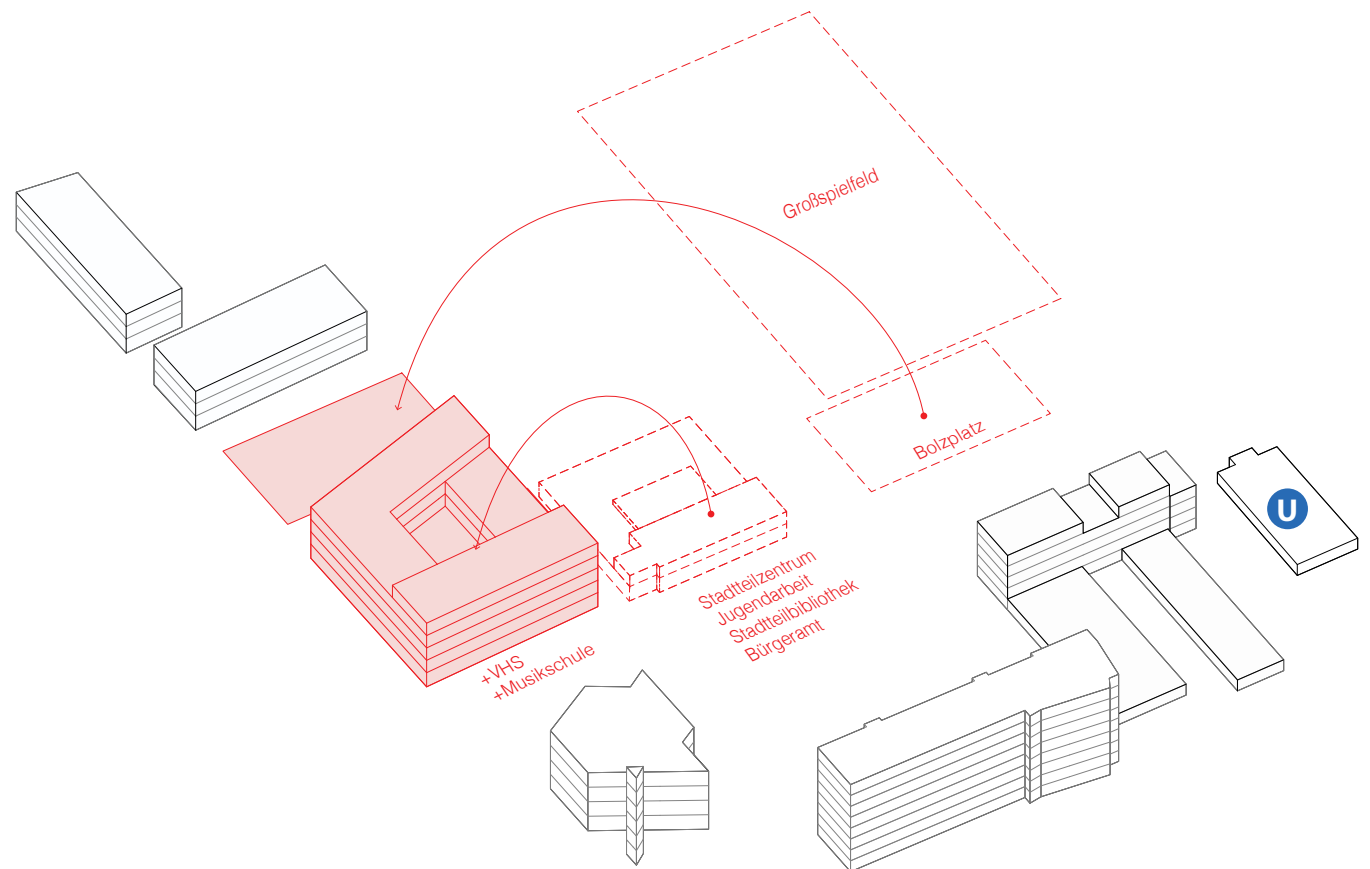 Großspielfeld
Bolzplatz
U
Stadtteilzentrum
Jugendarbeit
Stadtteilbibliothek
Bürgeramt
+VHS
+Musikschule